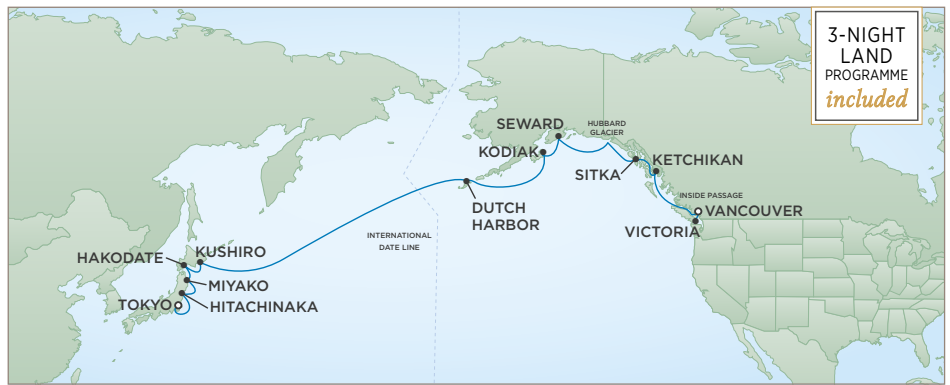 3-NIGHT
LAND
PROGRAMME
included
SEWARD
HUBBARD
GLACIER
KODIAK
KETCHIKAN
SITKA
INSIDE PASSAGE
DUTCH
HARBOR
VANCOUVER
VICTORIA
INTERNATIONAL
DATE LINE
HAKODATE
KUSHIRO
MIYAKO
TOKYO
HITACHINAKA